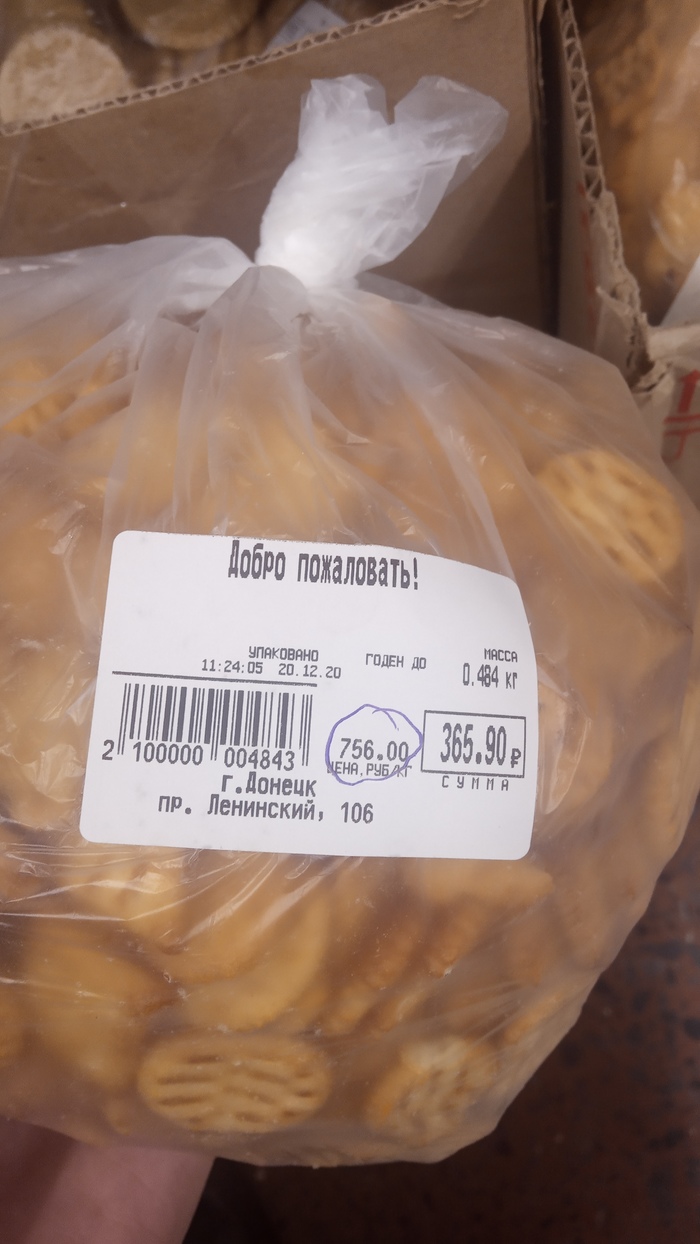 Добро пожаловать!
УПАКОВАНО ГОДЕН ДО МАССА
11:24:05 20.12.20 0.484 кг
2 100000 004843 756.00 365.90 ₽
ЦЕНА, РУБ/КГ СУММА
г.Донецк
пр. Ленинский, 106